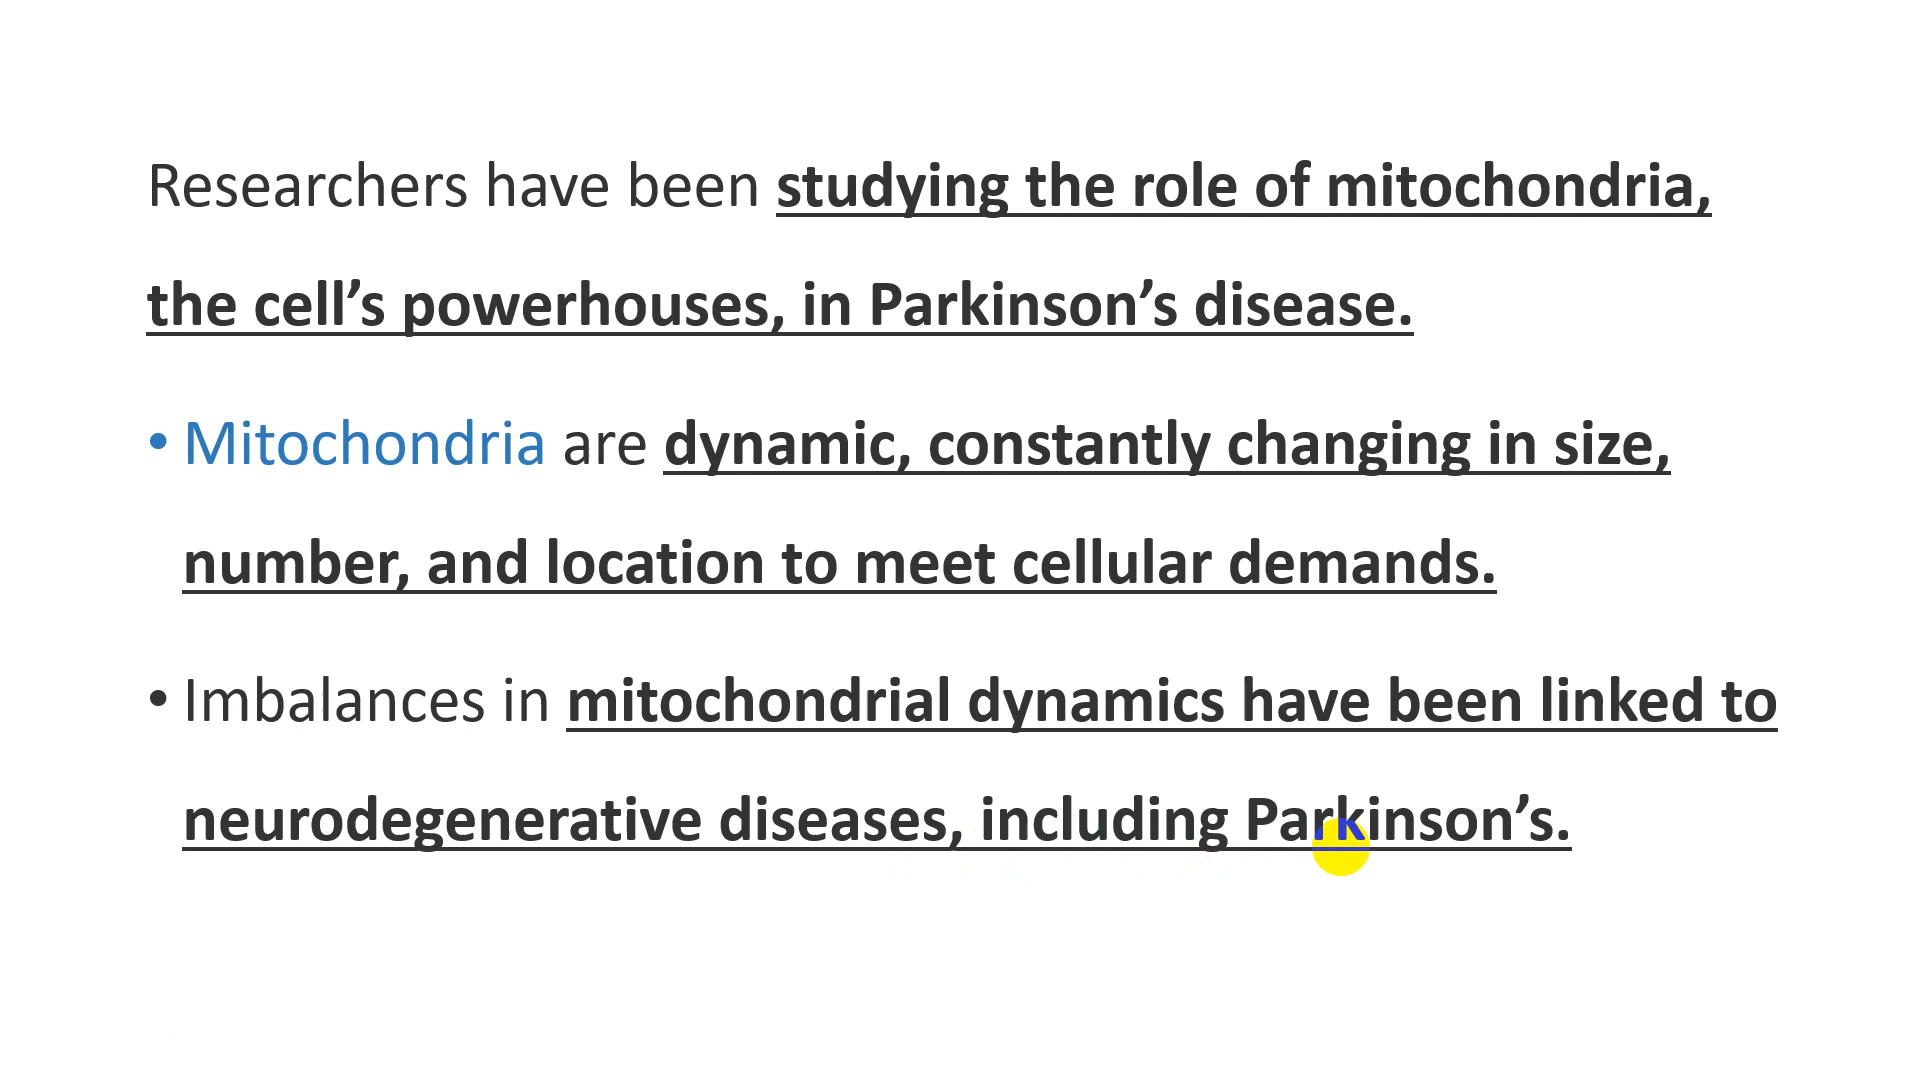 Researchers have been studying the role of mitochondria,
the cell’s powerhouses, in Parkinson’s disease.
• Mitochondria are dynamic, constantly changing in size,
number, and location to meet cellular demands.
• Imbalances in mitochondrial dynamics have been linked to
neurodegenerative diseases, including Parkinson’s.